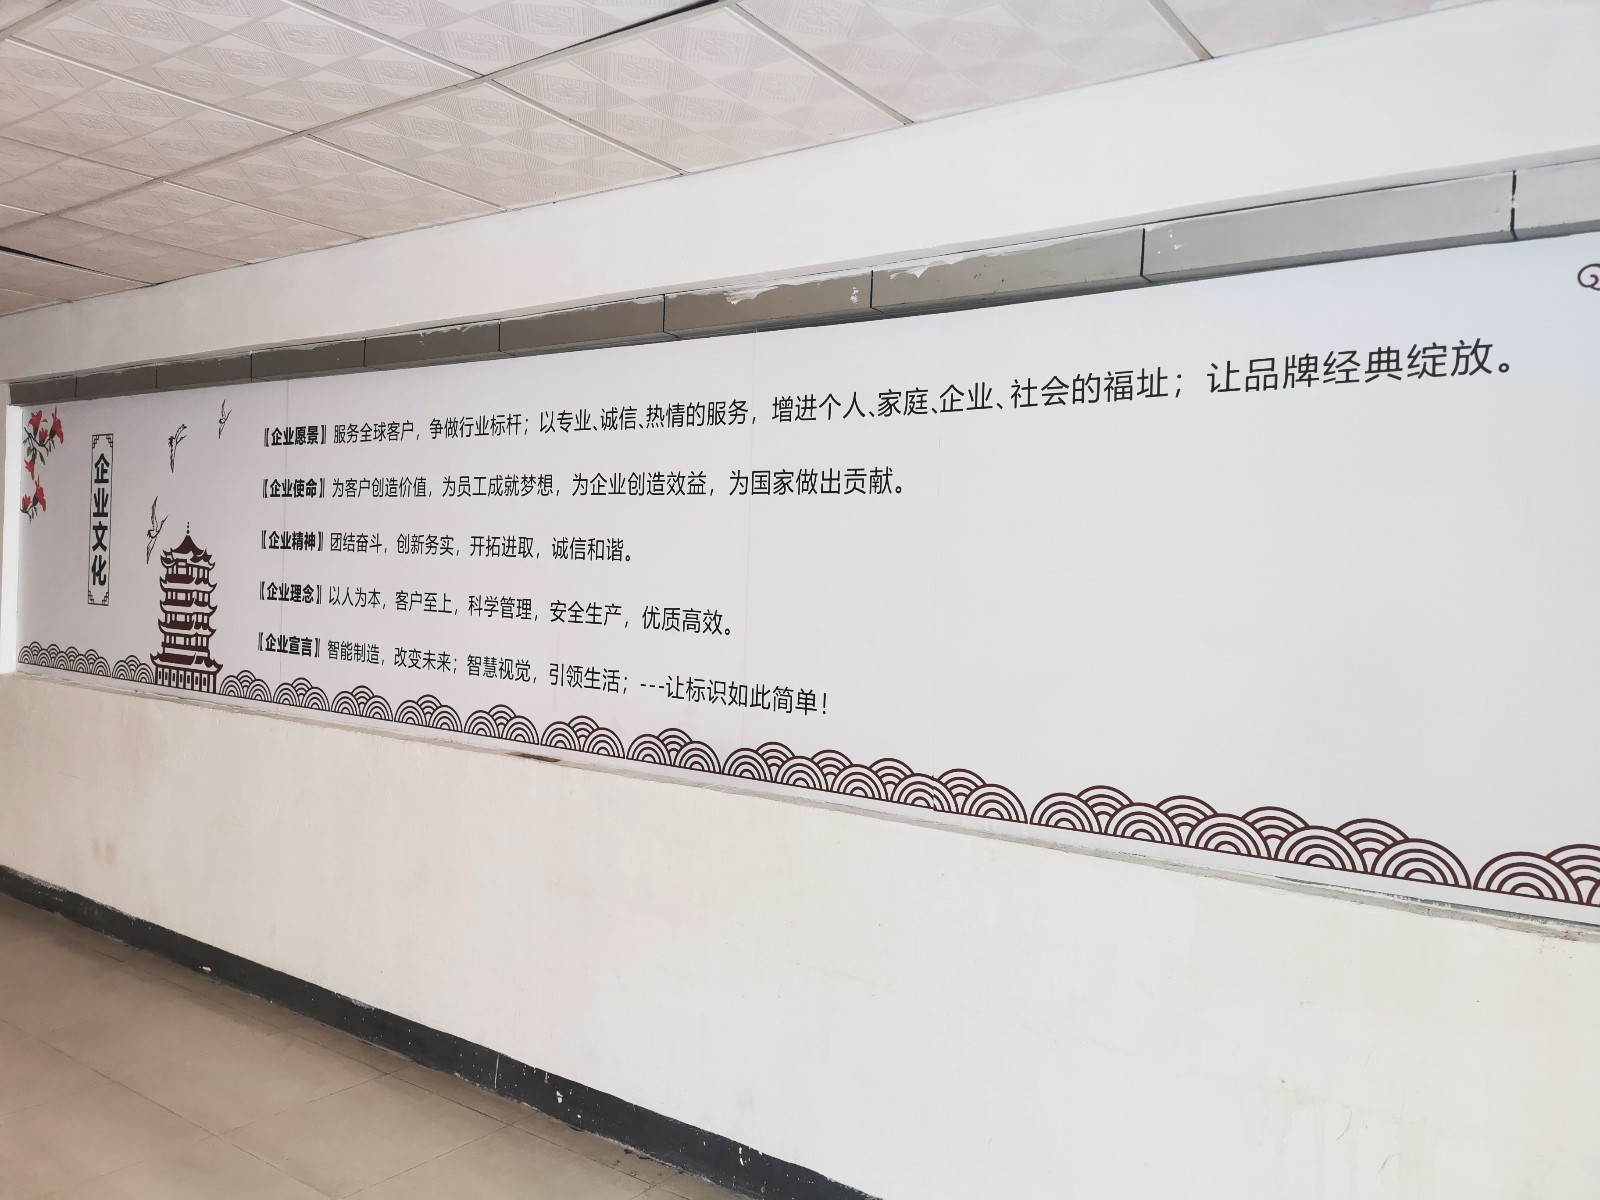 企业文化
【企业愿景】服务全球客户，争做行业标杆；以专业、诚信、热情的服务，增进个人、家庭、企业、社会的福址；让品牌经典绽放。
【企业使命】为客户创造价值，为员工成就梦想，为企业创造效益，为国家做出贡献。
【企业精神】团结奋斗，创新务实，开拓进取，诚信和谐。
【企业理念】以人为本，客户至上，科学管理，安全生产，优质高效。
【企业宣言】智能制造，改变未来；智慧视觉，引领生活；---让标识如此简单！